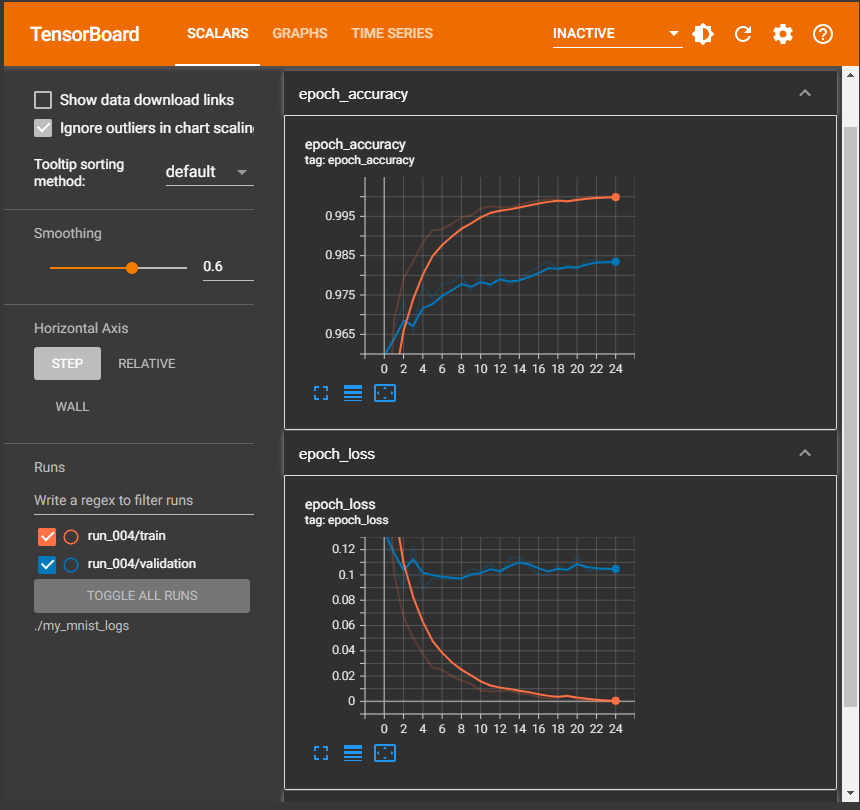 TensorBoard SCALARS GRAPHS TIME SERIES INACTIVE
Show data download links
Ignore outliers in chart scalin
Tooltip sorting
method:
default
Smoothing
0.6
Horizontal Axis
STEP RELATIVE
WALL
Runs
Write a regex to filter runs
run_004/train
run_004/validation
TOGGLE ALL RUNS
./my_mnist_logs
epoch_accuracy
epoch_accuracy
tag: epoch_accuracy
0.995
0.985
0.975
0.965
0 2 4 6 8 10 12 14 16 18 20 22 24
epoch_loss
epoch_loss
tag: epoch_loss
0.12
0.1
0.08
0.06
0.04
0.02
0
0 2 4 6 8 10 12 14 16 18 20 22 24